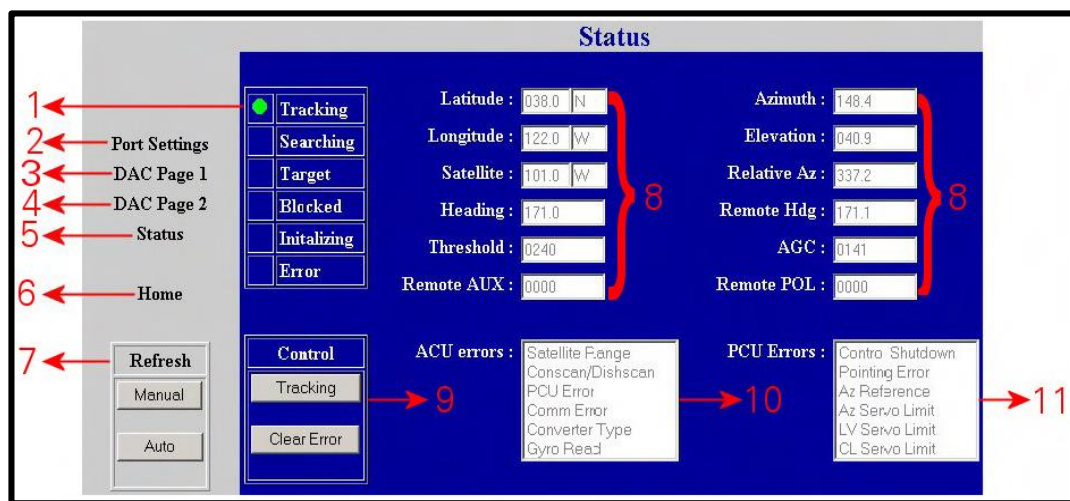 Status
1
Tracking
Searching
Target
Blocked
Initalizing
Error
2
Port Settings
3
DAC Page 1
4
DAC Page 2
5
Status
6
Home
7
Refresh
Manual
Auto
Latitude : 038.0 N
Longitude : 122.0 W
Satellite : 101.0 W
Heading : 171.0
Threshold : 0240
Remote AUX : 0000
8
Azimuth : 148.4
Elevation : 040.9
Relative Az : 337.2
Remote Hdg : 171.1
AGC : 0141
Remote POL : 0000
8
Control
Tracking
Clear Error
9
ACU errors :
Satellite Range
Conscan/Dishscan
PCU Error
Comm Error
Converter Type
Gyro Read
10
PCU Errors :
Contro Shutdown
Pointing Error
Az Reference
Az Servo Limit
LV Servo Limit
CL Servo Limit
11